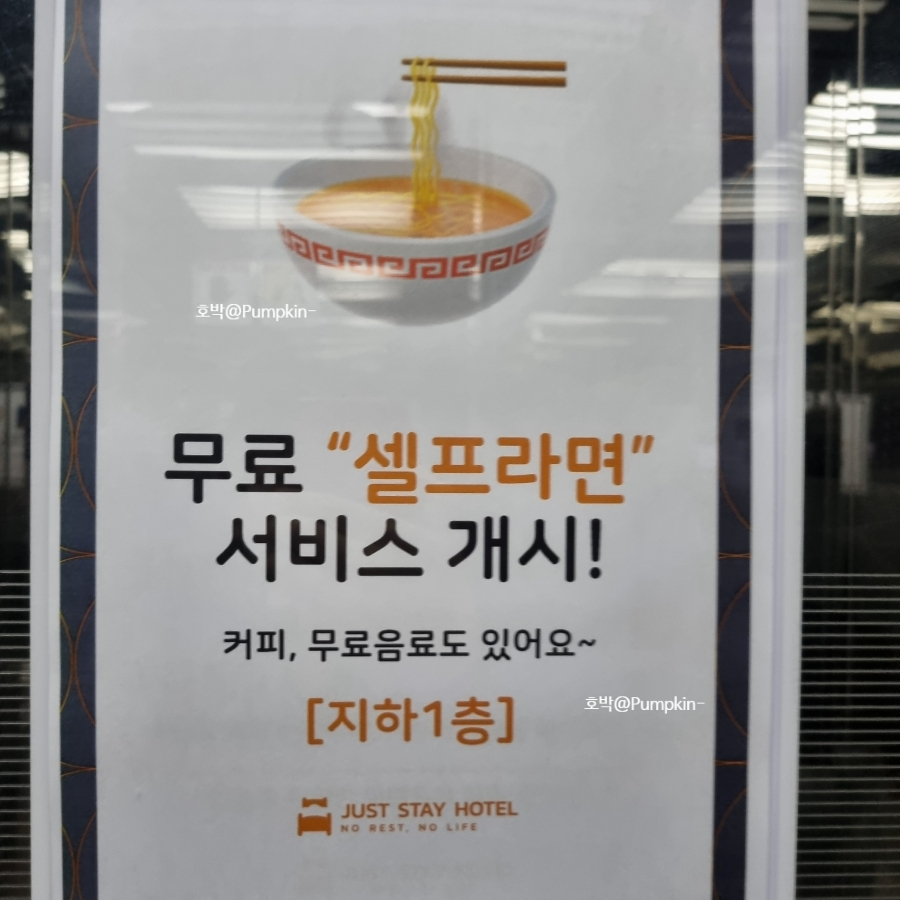 호박@Pumpkin-
무료 “셀프라면”
서비스 개시!
커피, 무료음료도 있어요~
호박@Pumpkin-
[지하1층]
JUST STAY HOTEL
NO REST, NO LIFE